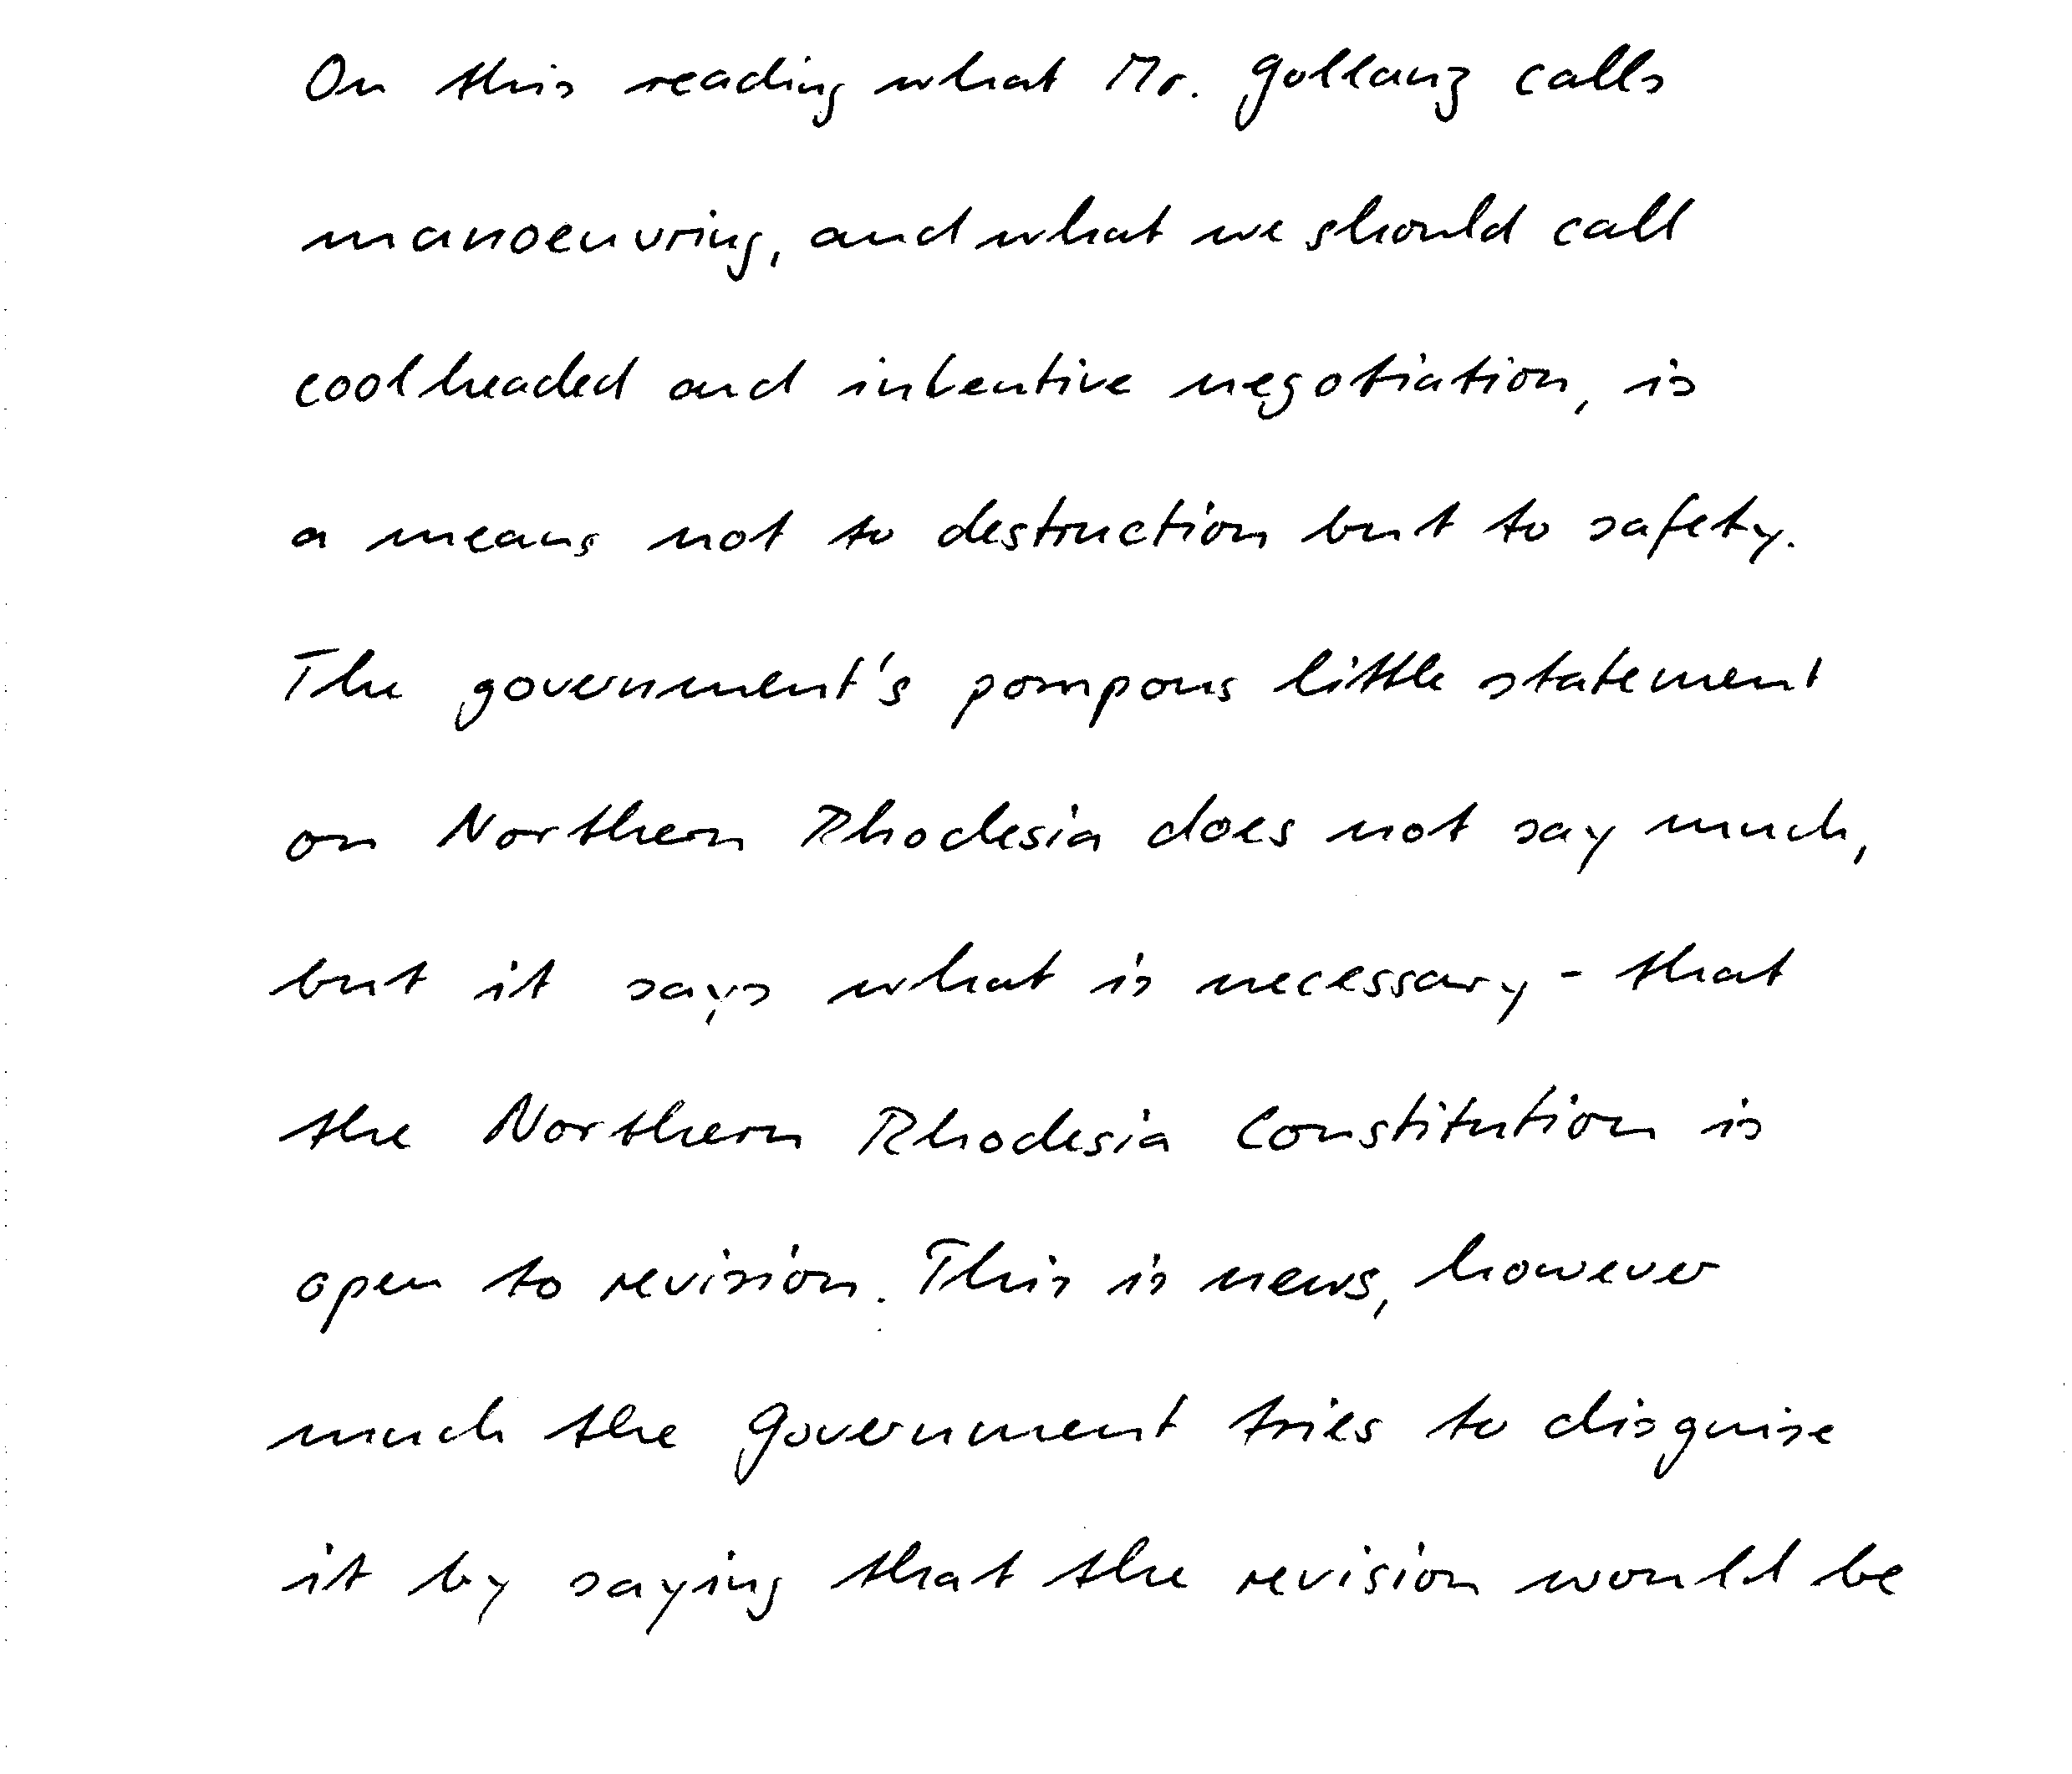 On this reading what Mr. Gollanz calls
manoeuvring, and what we should call
coolheaded and inventive negotiation, is
a means not to destruction but to safety.
The government's pompous little statement
on Northern Rhodesia does not say much,
but it says what is necessary - that
the Northern Rhodesia Constitution is
open to revision. This is news, however
much the Government tries to disguise
it by saying that the revision would be